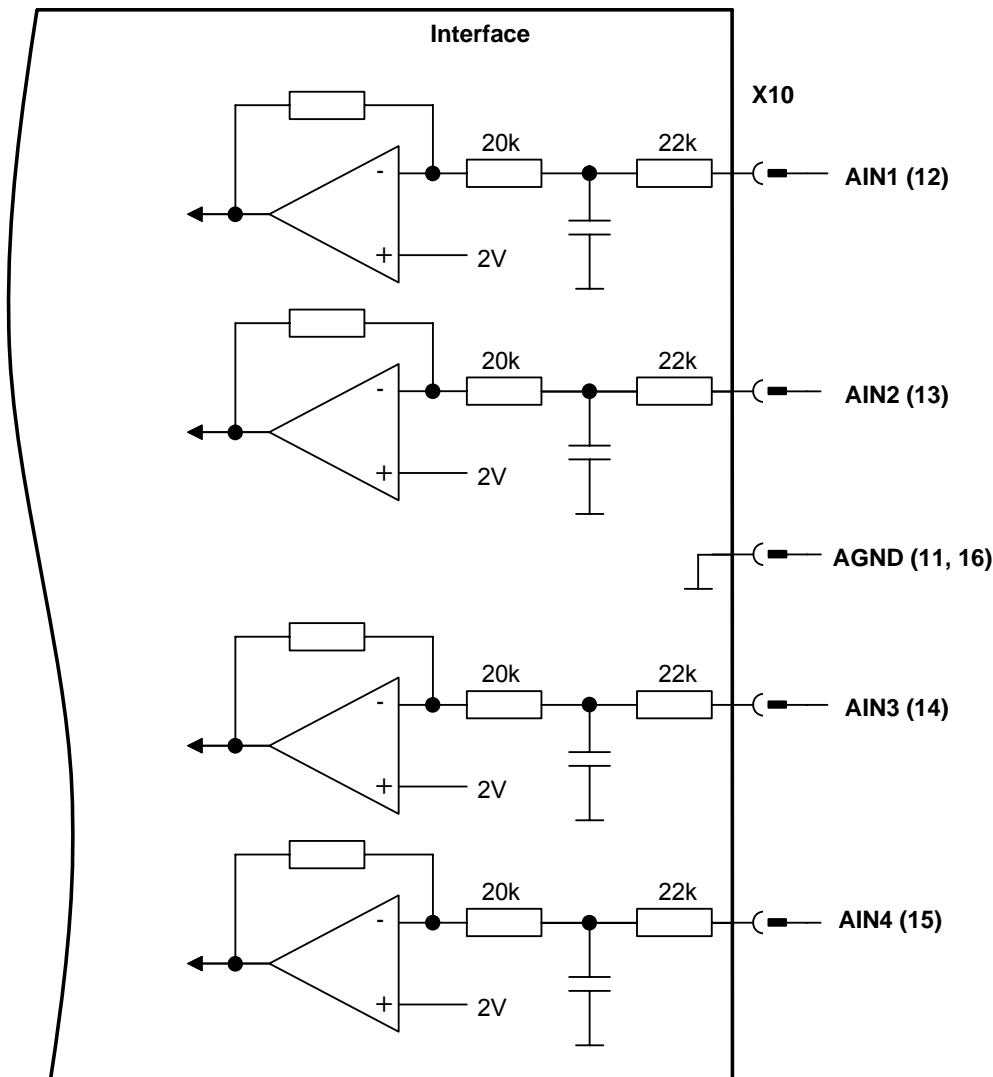 Interface
X10
20k 22k
AIN1 (12)
-
+ 2V
20k 22k
AIN2 (13)
-
+ 2V
AGND (11, 16)
20k 22k
AIN3 (14)
-
+ 2V
20k 22k
AIN4 (15)
-
+ 2V